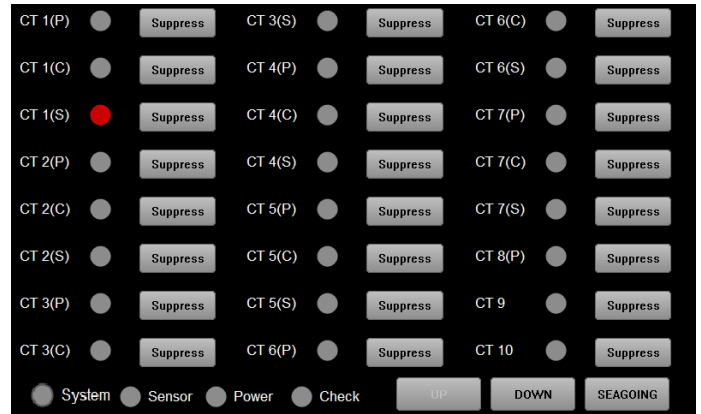 CT 1(P) Suppress CT 3(S) Suppress CT 6(C) Suppress
CT 1(C) Suppress CT 4(P) Suppress CT 6(S) Suppress
CT 1(S) Suppress CT 4(C) Suppress CT 7(P) Suppress
CT 2(P) Suppress CT 4(S) Suppress CT 7(C) Suppress
CT 2(C) Suppress CT 5(P) Suppress CT 7(S) Suppress
CT 2(S) Suppress CT 5(C) Suppress CT 8(P) Suppress
CT 3(P) Suppress CT 5(S) Suppress CT 9 Suppress
CT 3(C) Suppress CT 6(P) Suppress CT 10 Suppress
System Sensor Power Check UP DOWN SEAGOING